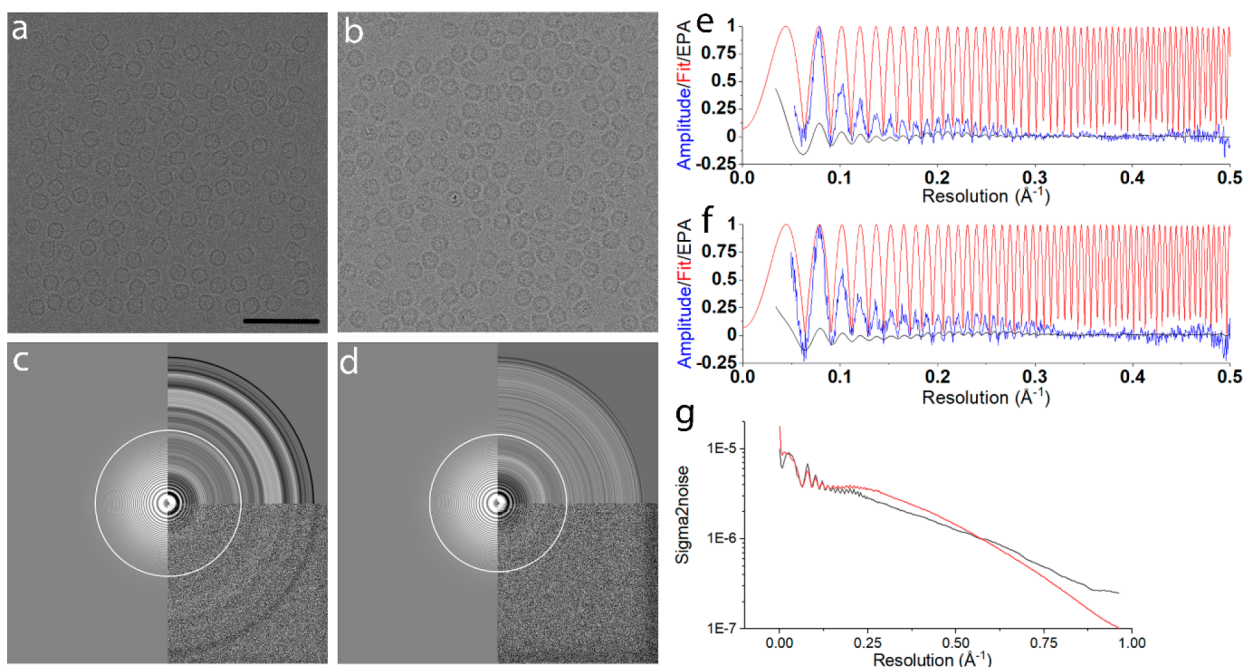 a
b
c
d
e
Amplitude/Fit/EPA
1
0.75
0.5
0.25
0
-0.25
0.0 0.1 0.2 0.3 0.4 0.5
Resolution (Å⁻¹)
f
Amplitude/Fit/EPA
1
0.75
0.5
0.25
0
-0.25
0.0 0.1 0.2 0.3 0.4 0.5
Resolution (Å⁻¹)
g
Sigma2noise
1E-5
1E-6
1E-7
0.00 0.25 0.50 0.75 1.00
Resolution (Å⁻¹)